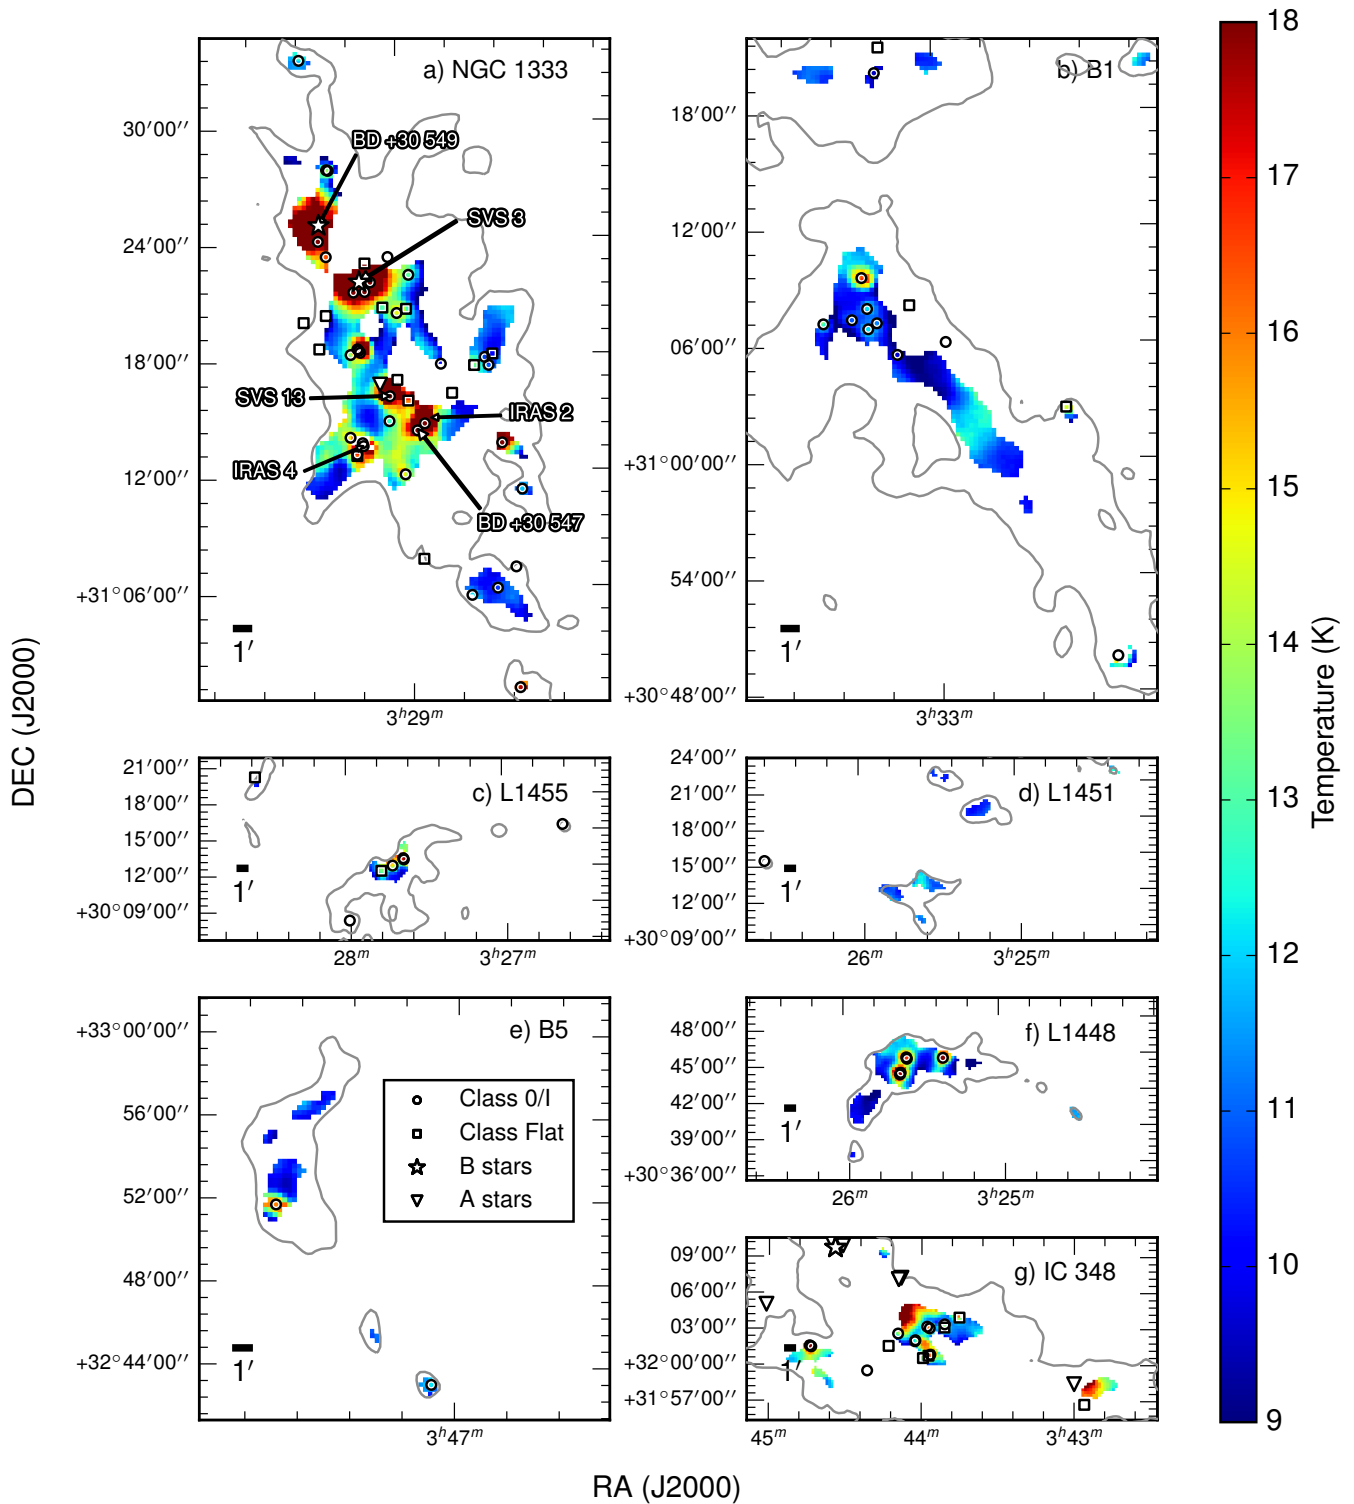 a) NGC 1333
BD +30 549
SVS 3
SVS 13
IRAS 2
IRAS 4
BD +30 547
30′00″
24′00″
18′00″
12′00″
+31°06′00″
1′
3ʰ29ᵐ
b) B1
18′00″
12′00″
06′00″
+31°00′00″
54′00″
+30°48′00″
1′
3ʰ33ᵐ
c) L1455
21′00″
18′00″
15′00″
12′00″
+30°09′00″
1′
28ᵐ
3ʰ27ᵐ
d) L1451
24′00″
21′00″
18′00″
15′00″
12′00″
+30°09′00″
1′
26ᵐ
3ʰ25ᵐ
e) B5
+33°00′00″
56′00″
52′00″
48′00″
+32°44′00″
1′
3ʰ47ᵐ
Class 0/I
Class Flat
B stars
A stars
f) L1448
48′00″
45′00″
42′00″
39′00″
+30°36′00″
1′
26ᵐ
3ʰ25ᵐ
g) IC 348
09′00″
06′00″
03′00″
+32°00′00″
+31°57′00″
1′
45ᵐ
44ᵐ
3ʰ43ᵐ
DEC (J2000)
RA (J2000)
18
17
16
15
14
13
12
11
10
9
Temperature (K)